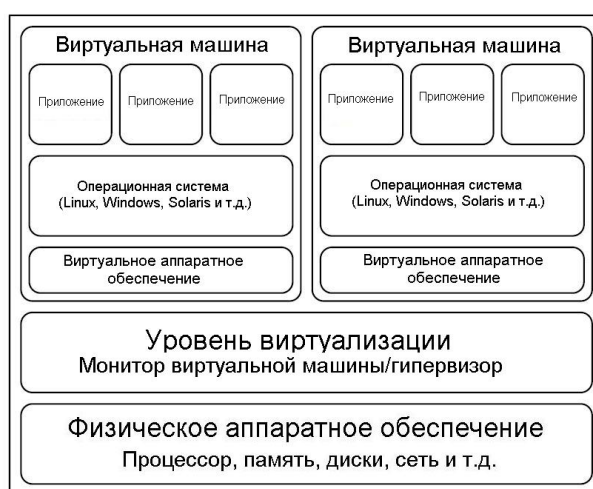 Виртуальная машина
Приложение
Приложение
Приложение
Операционная система
(Linux, Windows, Solaris и т.д.)
Виртуальное аппаратное
обеспечение
Виртуальная машина
Приложение
Приложение
Приложение
Операционная система
(Linux, Windows, Solaris и т.д.)
Виртуальное аппаратное
обеспечение
Уровень виртуализации
Монитор виртуальной машины/гипервизор
Физическое аппаратное обеспечение
Процессор, память, диски, сеть и т.д.